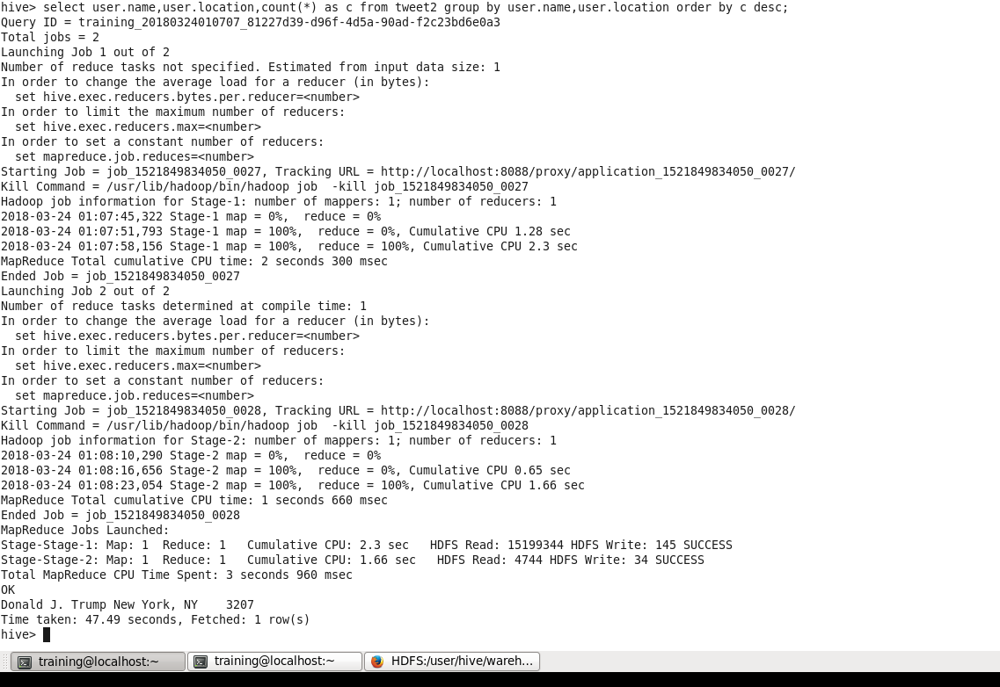 hive> select user.name,user.location,count(*) as c from tweet2 group by user.name,user.location order by c desc;
Query ID = training_20180324010707_81227d39-d96f-4d5a-90ad-f2c23bd6e0a3
Total jobs = 2
Launching Job 1 out of 2
Number of reduce tasks not specified. Estimated from input data size: 1
In order to change the average load for a reducer (in bytes):
  set hive.exec.reducers.bytes.per.reducer=<number>
In order to limit the maximum number of reducers:
  set hive.exec.reducers.max=<number>
In order to set a constant number of reducers:
  set mapreduce.job.reduces=<number>
Starting Job = job_1521849834050_0027, Tracking URL = http://localhost:8088/proxy/application_1521849834050_0027/
Kill Command = /usr/lib/hadoop/bin/hadoop job  -kill job_1521849834050_0027
Hadoop job information for Stage-1: number of mappers: 1; number of reducers: 1
2018-03-24 01:07:45,322 Stage-1 map = 0%,  reduce = 0%
2018-03-24 01:07:51,793 Stage-1 map = 100%,  reduce = 0%, Cumulative CPU 1.28 sec
2018-03-24 01:07:58,156 Stage-1 map = 100%,  reduce = 100%, Cumulative CPU 2.3 sec
MapReduce Total cumulative CPU time: 2 seconds 300 msec
Ended Job = job_1521849834050_0027
Launching Job 2 out of 2
Number of reduce tasks determined at compile time: 1
In order to change the average load for a reducer (in bytes):
  set hive.exec.reducers.bytes.per.reducer=<number>
In order to limit the maximum number of reducers:
  set hive.exec.reducers.max=<number>
In order to set a constant number of reducers:
  set mapreduce.job.reduces=<number>
Starting Job = job_1521849834050_0028, Tracking URL = http://localhost:8088/proxy/application_1521849834050_0028/
Kill Command = /usr/lib/hadoop/bin/hadoop job  -kill job_1521849834050_0028
Hadoop job information for Stage-2: number of mappers: 1; number of reducers: 1
2018-03-24 01:08:10,290 Stage-2 map = 0%,  reduce = 0%
2018-03-24 01:08:16,656 Stage-2 map = 100%,  reduce = 0%, Cumulative CPU 0.65 sec
2018-03-24 01:08:23,054 Stage-2 map = 100%,  reduce = 100%, Cumulative CPU 1.66 sec
MapReduce Total cumulative CPU time: 1 seconds 660 msec
Ended Job = job_1521849834050_0028
MapReduce Jobs Launched:
Stage-Stage-1: Map: 1  Reduce: 1   Cumulative CPU: 2.3 sec   HDFS Read: 15199344 HDFS Write: 145 SUCCESS
Stage-Stage-2: Map: 1  Reduce: 1   Cumulative CPU: 1.66 sec   HDFS Read: 4744 HDFS Write: 34 SUCCESS
Total MapReduce CPU Time Spent: 3 seconds 960 msec
OK
Donald J. Trump New York, NY    3207
Time taken: 47.49 seconds, Fetched: 1 row(s)
hive>
training@localhost:~ training@localhost:~ HDFS:/user/hive/wareh...